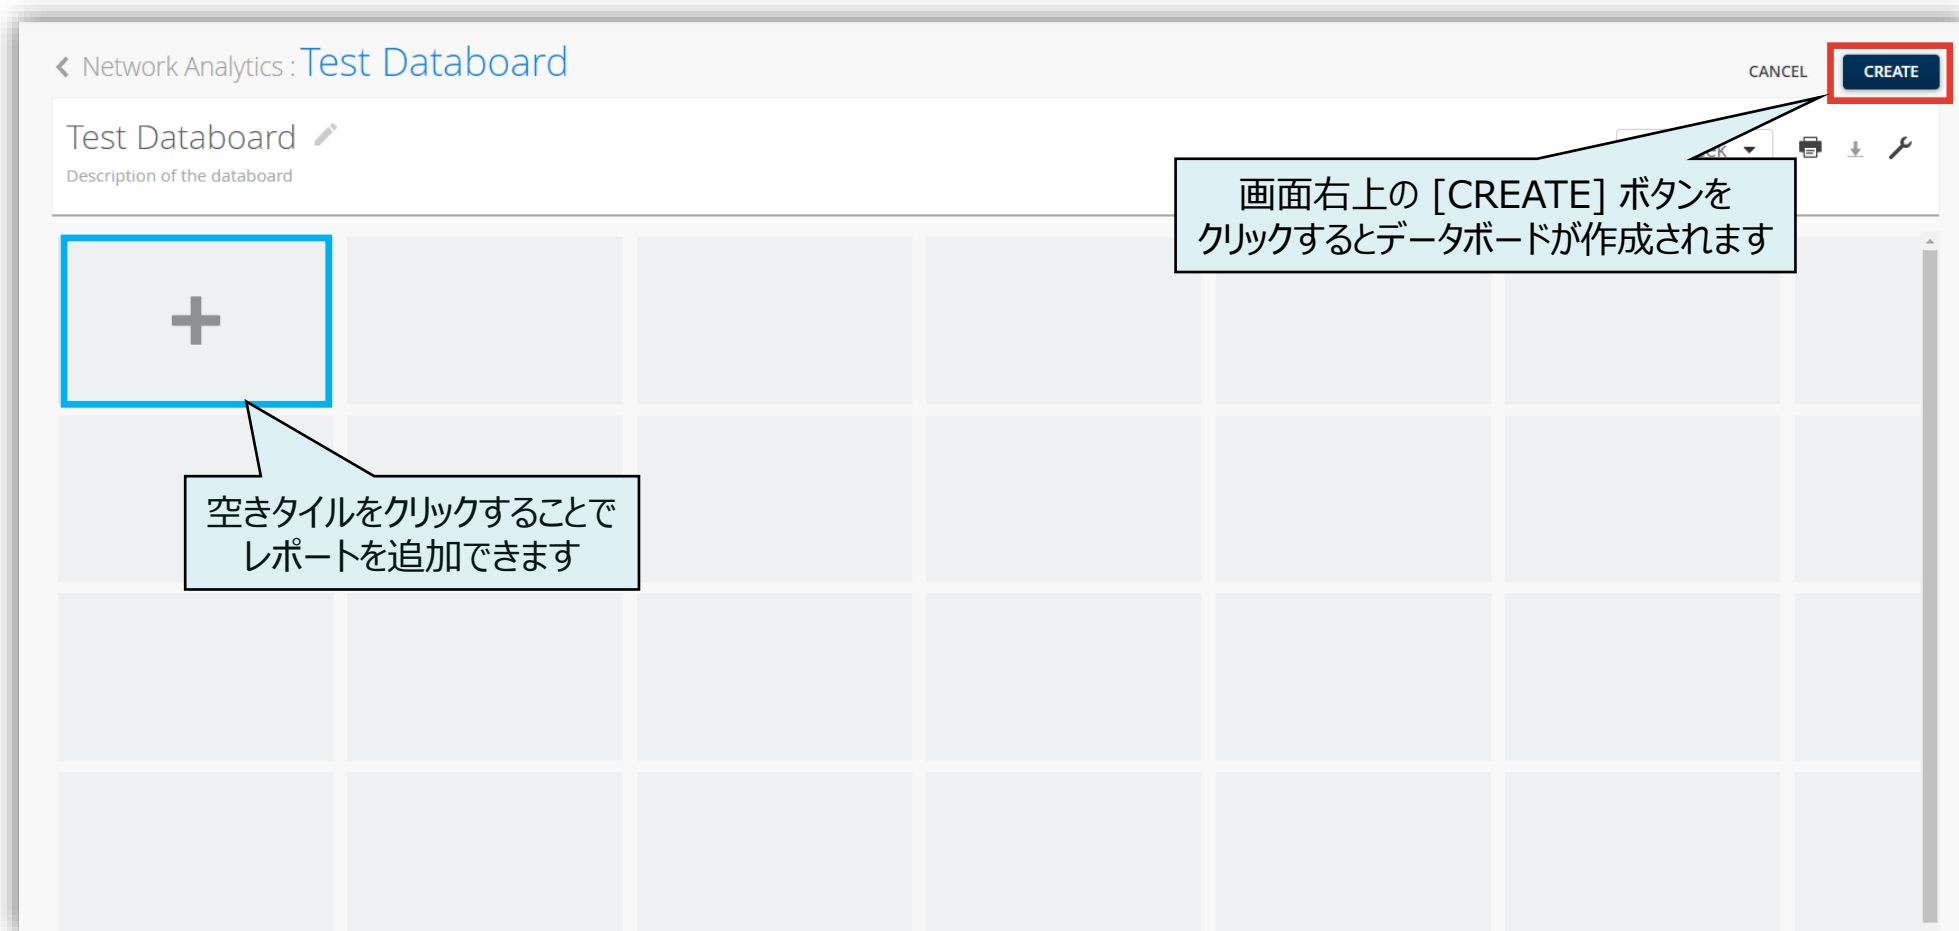 Network Analytics : Test Databoard
CANCEL
CREATE
Test Databoard
Description of the databoard
画面右上の [CREATE] ボタンを
クリックするとデータボードが作成されます
空きタイルをクリックすることで
レポートを追加できます